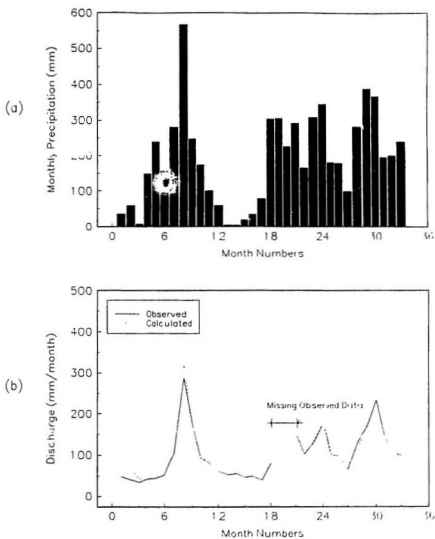 (a)
Monthly Precipitation (mm)
600
500
400
300
200
100
0
0 6 12 18 24 30 36
Month Numbers
(b)
Discharge (mm/month)
500
400
300
200
100
0
Observed
Calculated
Missing Observed Data
0 6 12 18 24 30 36
Month Numbers